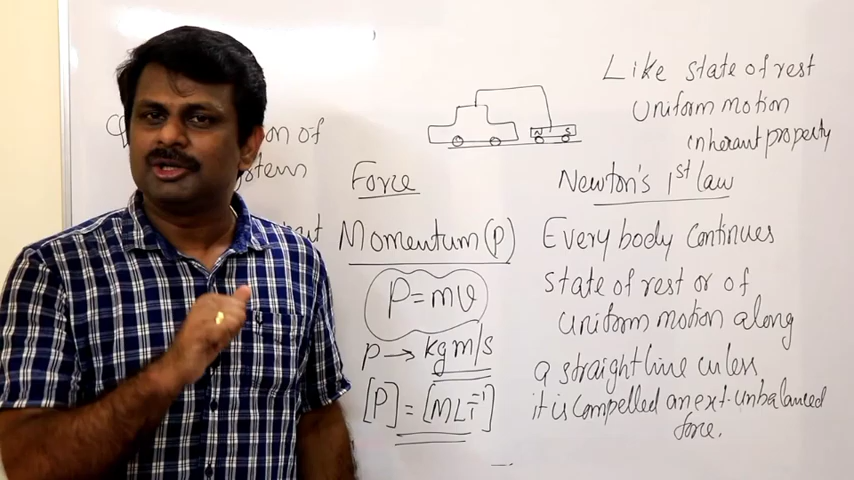 on of
stem
Force
Momentum (p)
P = mv
P → kg m/s
[P] = [MLT⁻¹]
N S
Like state of rest
uniform motion
inherant property
Newton's 1st law
Every body continues
state of rest or of
uniform motion along
a straight line unless
it is compelled an ext. unbalanced
force.